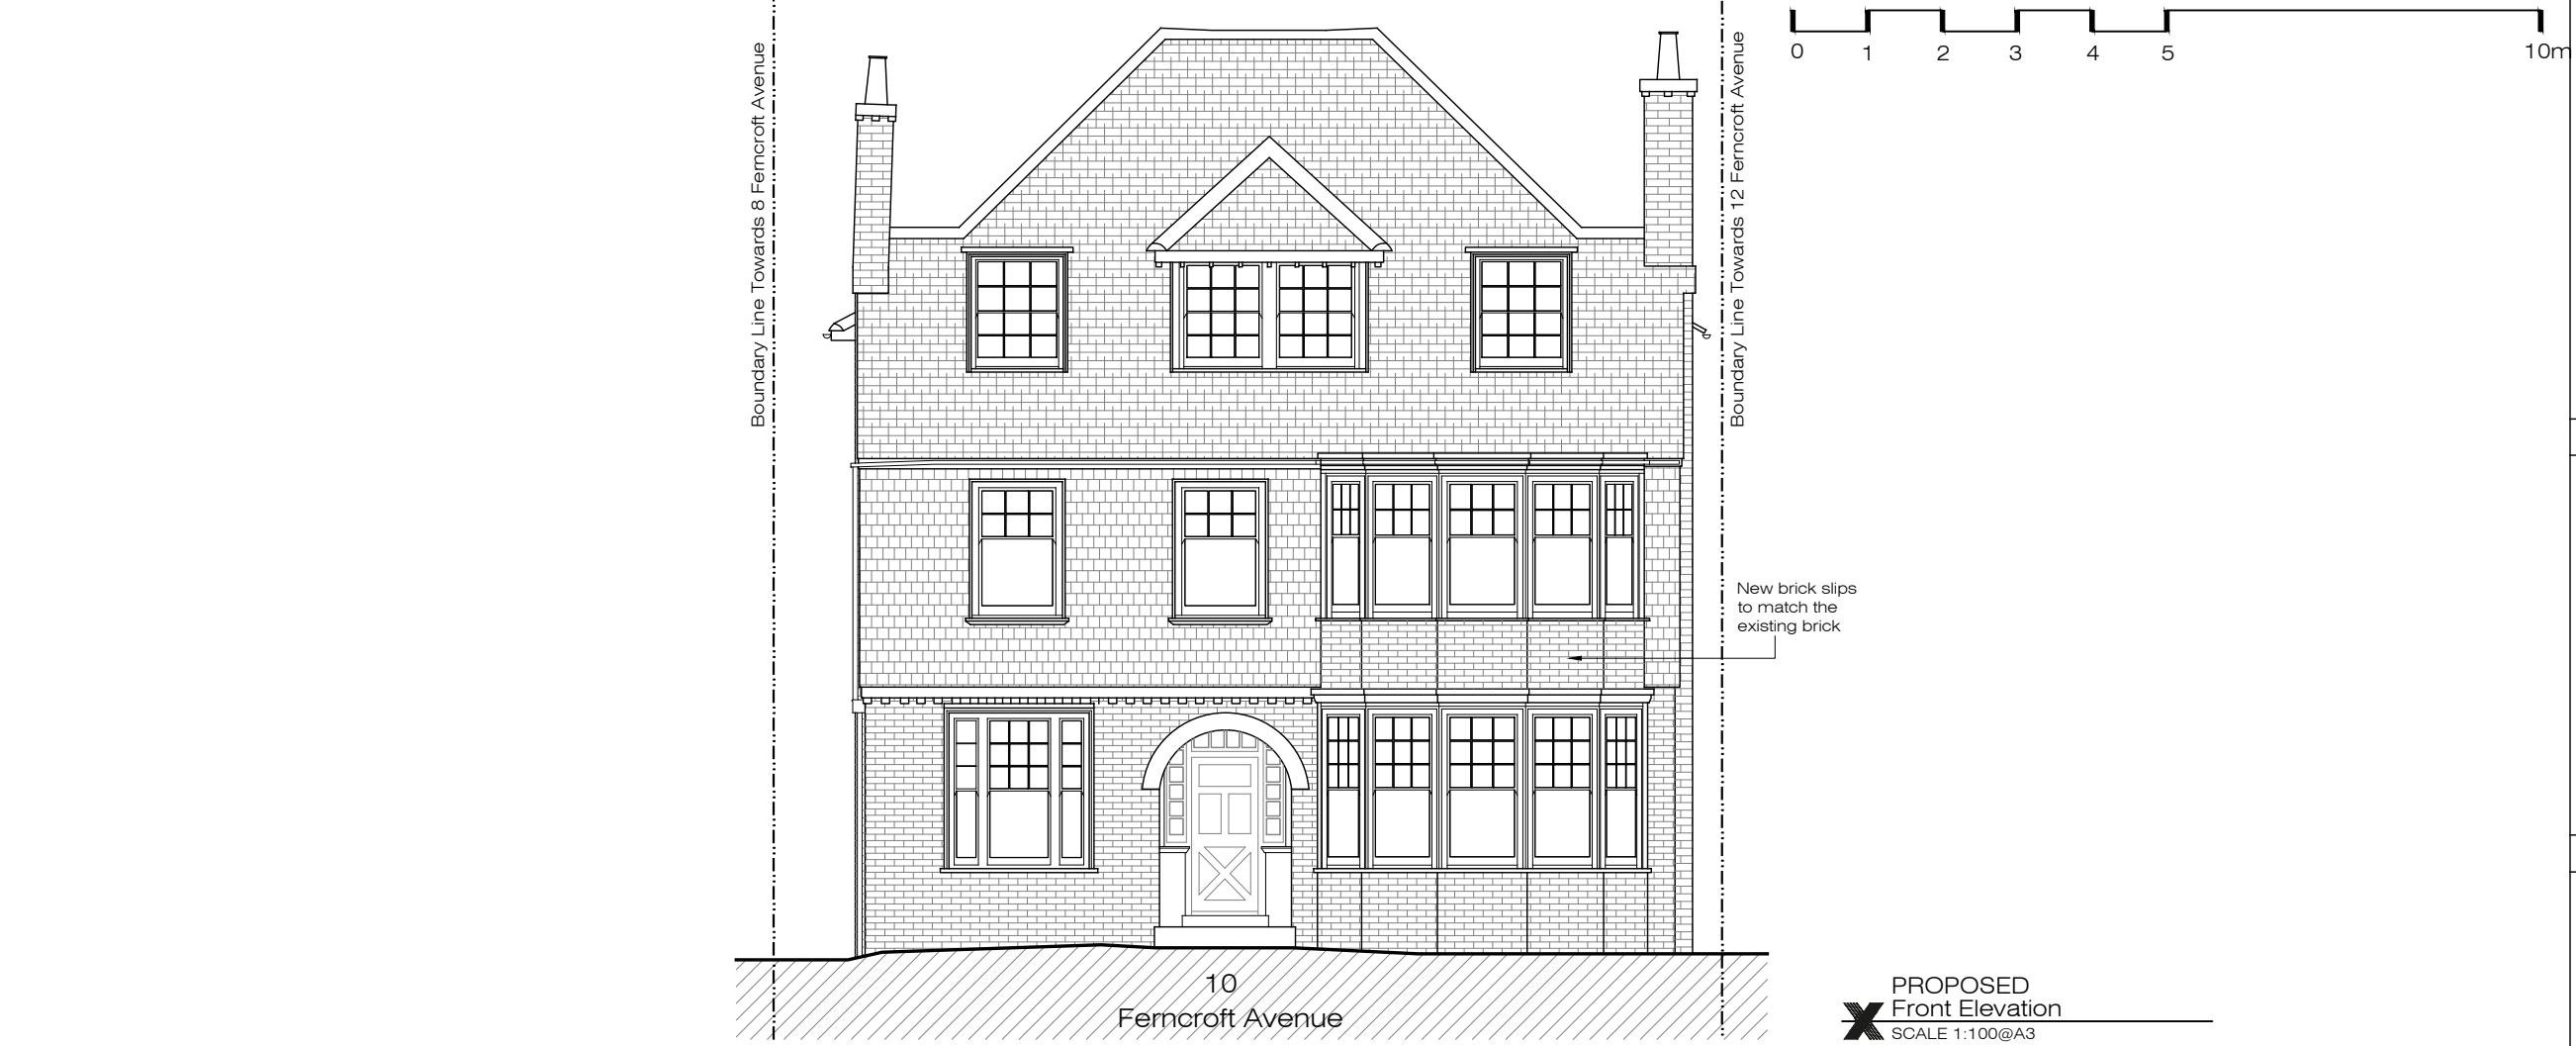 0 1 2 3 4 5 10m
Boundary Line Towards 8 Ferncroft Avenue
Boundary Line Towards 12 Ferncroft Avenue
New brick slips
to match the
existing brick
10
Ferncroft Avenue
PROPOSED
Front Elevation
SCALE 1:100@A3